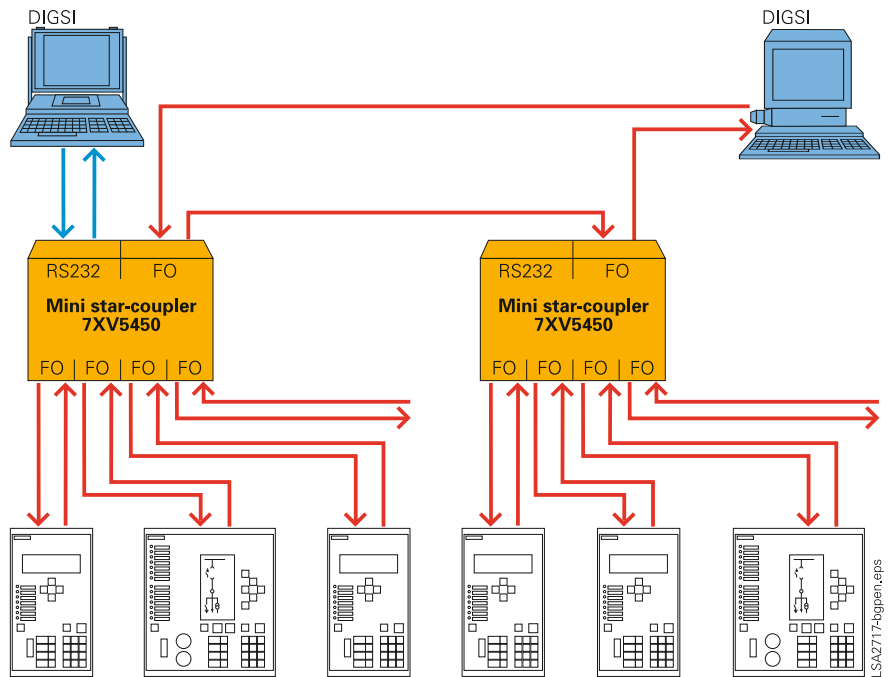 DIGSI
DIGSI
RS232 FO
Mini star-coupler
7XV5450
FO FO FO FO
RS232 FO
Mini star-coupler
7XV5450
FO FO FO FO
LSA2717-bgpen.eps